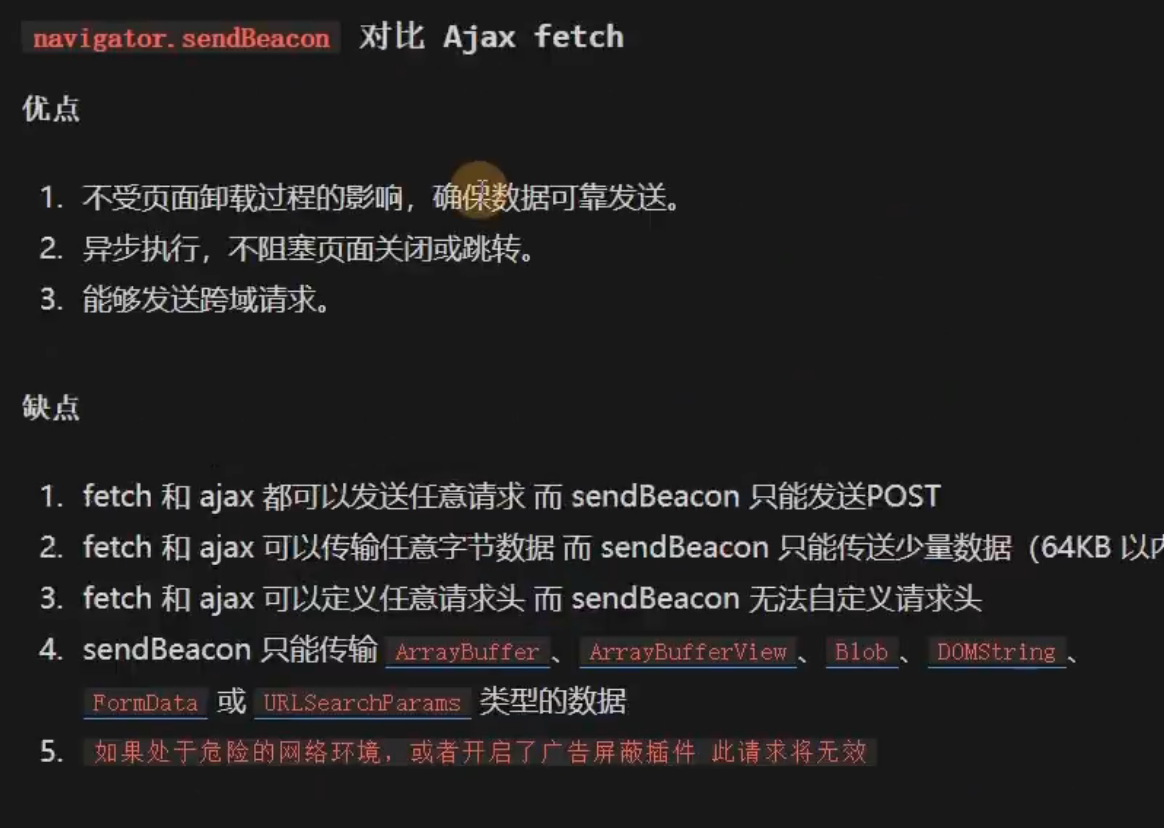 navigator.sendBeacon 对比 Ajax fetch
优点
1. 不受页面卸载过程的影响，确保数据可靠发送。
2. 异步执行，不阻塞页面关闭或跳转。
3. 能够发送跨域请求。
缺点
1. fetch 和 ajax 都可以发送任意请求 而 sendBeacon 只能发送POST
2. fetch 和 ajax 可以传输任意字节数据 而 sendBeacon 只能传送少量数据（64KB 以内
3. fetch 和 ajax 可以定义任意请求头 而 sendBeacon 无法自定义请求头
4. sendBeacon 只能传输 ArrayBuffer、 ArrayBufferView、 Blob、 DOMString、
FormData 或 URLSearchParams 类型的数据
5. 如果处于危险的网络环境，或者开启了广告屏蔽插件 此请求将无效